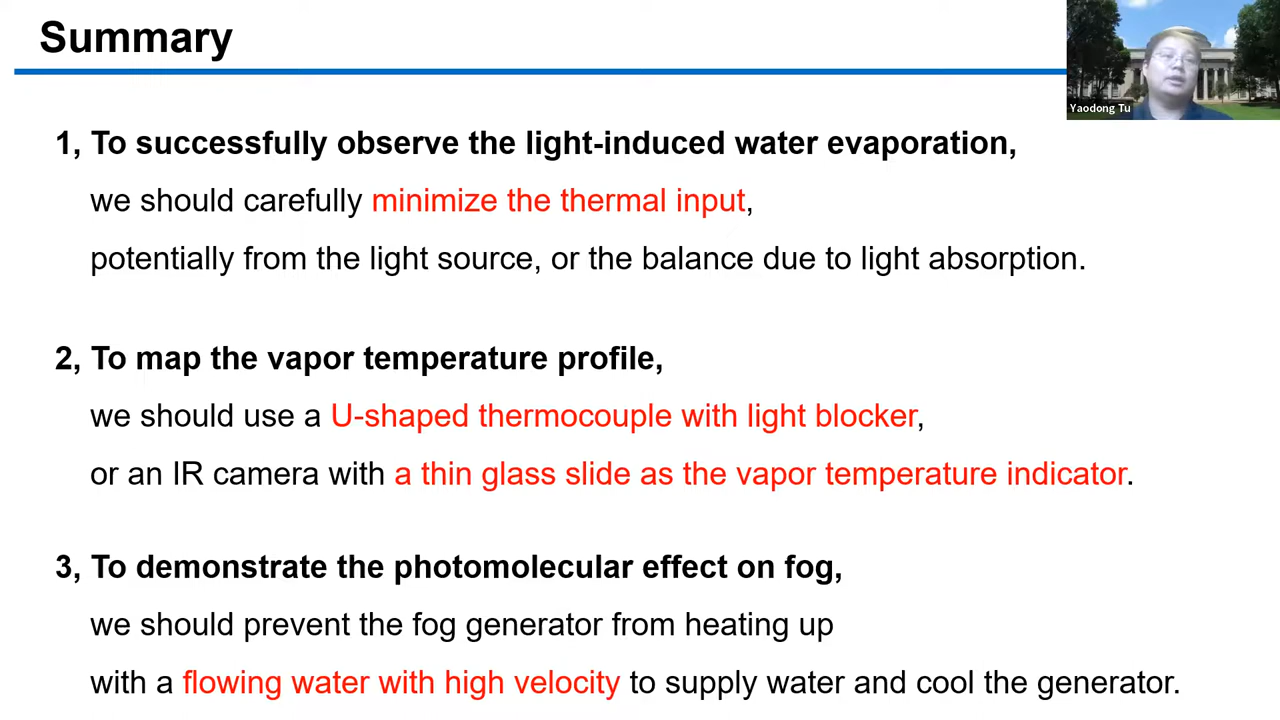 Summary
Yaodong Tu
1, To successfully observe the light-induced water evaporation,
we should carefully minimize the thermal input,
potentially from the light source, or the balance due to light absorption.
2, To map the vapor temperature profile,
we should use a U-shaped thermocouple with light blocker,
or an IR camera with a thin glass slide as the vapor temperature indicator.
3, To demonstrate the photomolecular effect on fog,
we should prevent the fog generator from heating up
with a flowing water with high velocity to supply water and cool the generator.